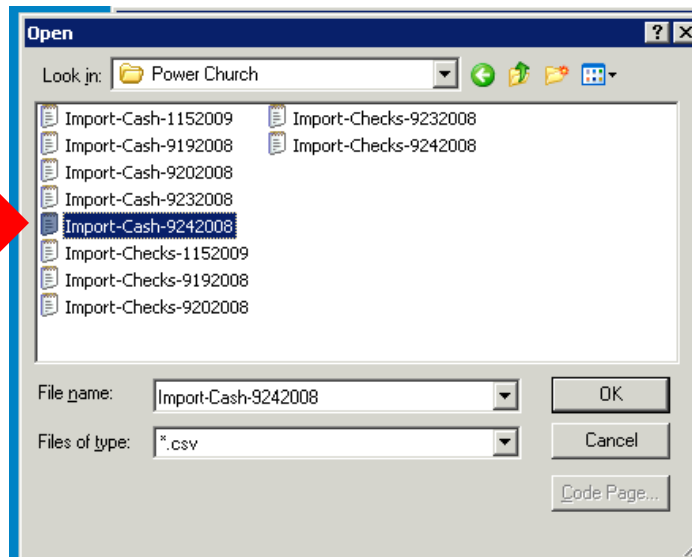 Open
Look in: Power Church
Import-Cash-1152009
Import-Cash-9192008
Import-Cash-9202008
Import-Cash-9232008
Import-Cash-9242008
Import-Checks-1152009
Import-Checks-9192008
Import-Checks-9202008
Import-Checks-9232008
Import-Checks-9242008
File name: Import-Cash-9242008 OK
Files of type: *.csv Cancel
Code Page...